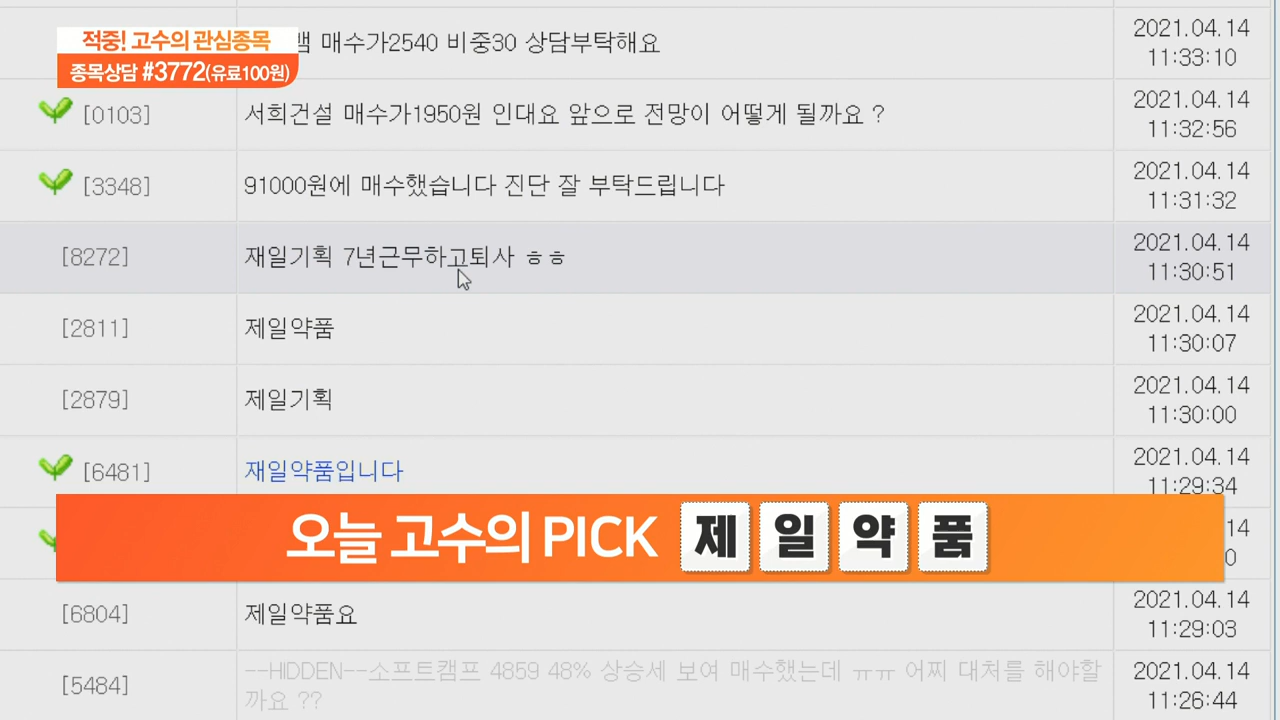 적중! 고수의 관심종목
종목상담 #3772(유료100원)
매수가2540 비중30 상담부탁해요
2021.04.14
11:33:10
[0103]
서희건설 매수가1950원 인대요 앞으로 전망이 어떻게 될까요 ?
2021.04.14
11:32:56
[3348]
91000원에 매수했습니다 진단 잘 부탁드립니다
2021.04.14
11:31:32
[8272]
재일기획 7년근무하고퇴사 ㅎㅎ
2021.04.14
11:30:51
[2811]
제일약품
2021.04.14
11:30:07
[2879]
제일기획
2021.04.14
11:30:00
[6481]
재일약품입니다
2021.04.14
11:29:34
오늘 고수의 PICK 제일약품
[6804]
제일약품요
2021.04.14
11:29:03
[5484]
--HIDDEN--소프트캠프 4859 48% 상승세 보여 매수했는데 ㅠㅠ 어찌 대처를 해야할
까요 ??
2021.04.14
11:26:44